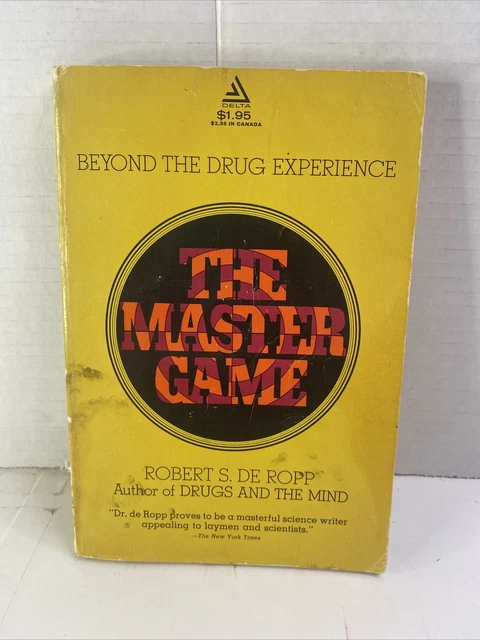 DELTA
$1.95
$2.35 IN CANADA
BEYOND THE DRUG EXPERIENCE
THE
MASTER
GAME
ROBERT S. DE ROPP
Author of DRUGS AND THE MIND
"Dr. de Ropp proves to be a masterful science writer
appealing to laymen and scientists."
—The New York Times